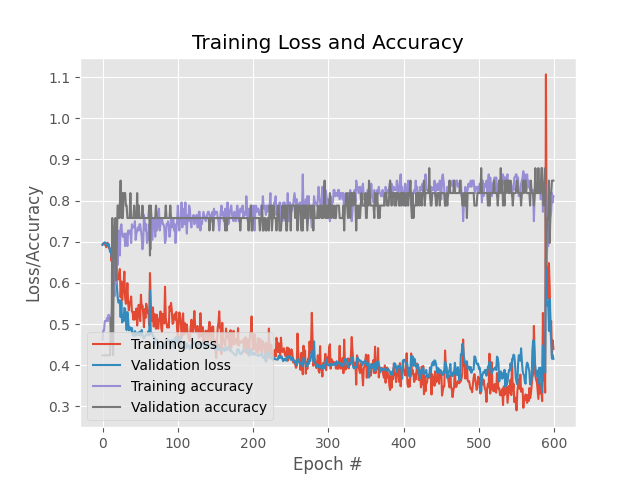 Training Loss and Accuracy
1.1
1.0
0.9
0.8
0.7
0.6
0.5
0.4
0.3
Loss/Accuracy
Training loss
Validation loss
Training accuracy
Validation accuracy
0 100 200 300 400 500 600
Epoch #